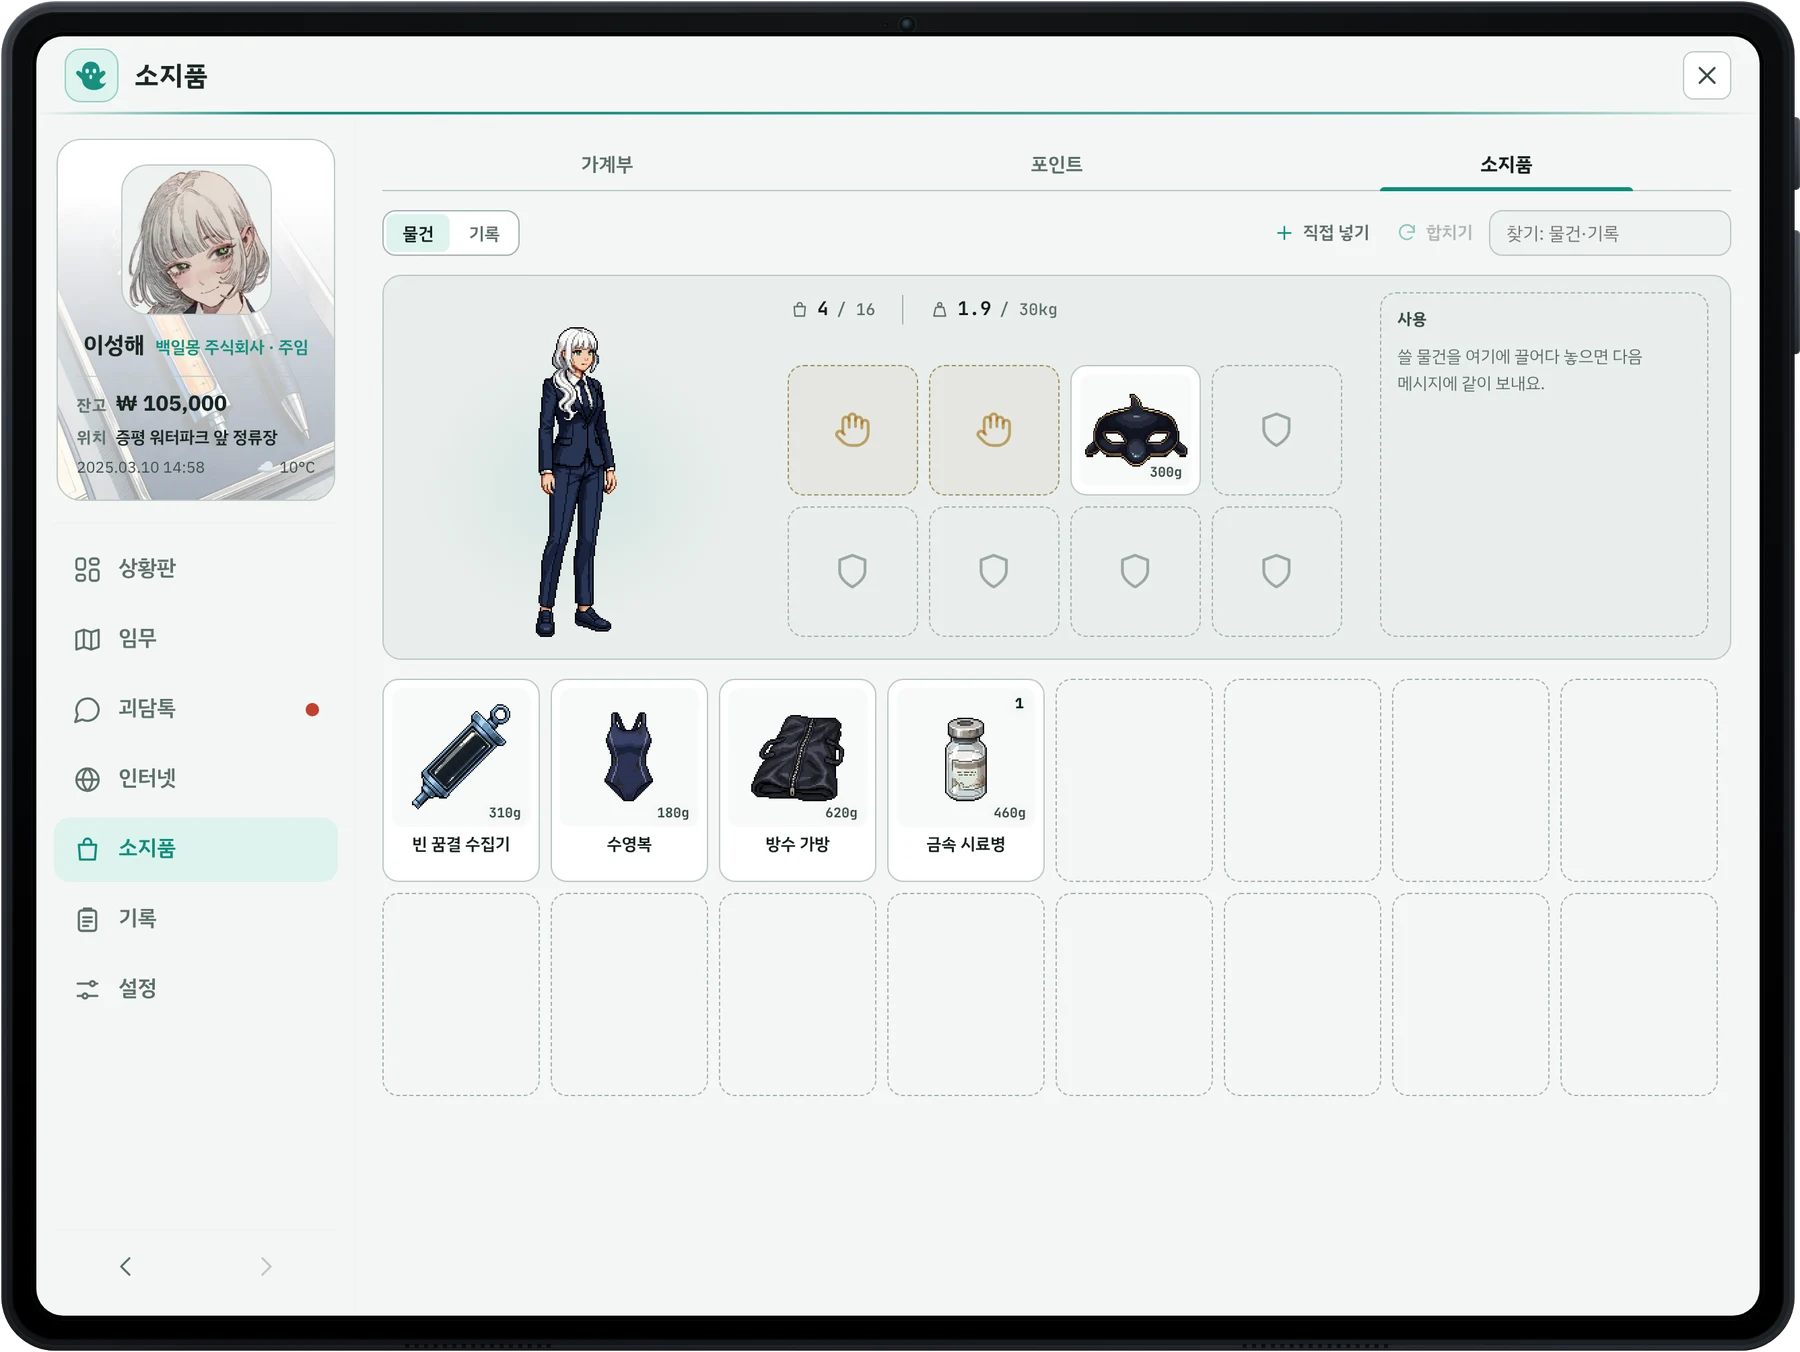 소지품
이성해 백일몽 주식회사 · 주임
잔고 ₩ 105,000
위치 증평 워터파크 앞 정류장
2025.03.10 14:58 10°C
상황판
임무
괴담톡
인터넷
소지품
기록
설정
가계부 포인트 소지품
물건 기록
+ 직접 넣기 합치기 찾기: 물건·기록
4 / 16 1.9 / 30kg
300g
사용
쓸 물건을 여기에 끌어다 놓으면 다음
메시지에 같이 보내요.
310g
빈 꿈결 수집기
180g
수영복
620g
방수 가방
1
460g
금속 시료병